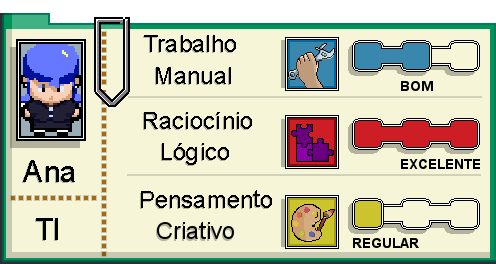 Ana
TI
Trabalho
Manual
BOM
Raciocínio
Lógico
EXCELENTE
Pensamento
Criativo
REGULAR